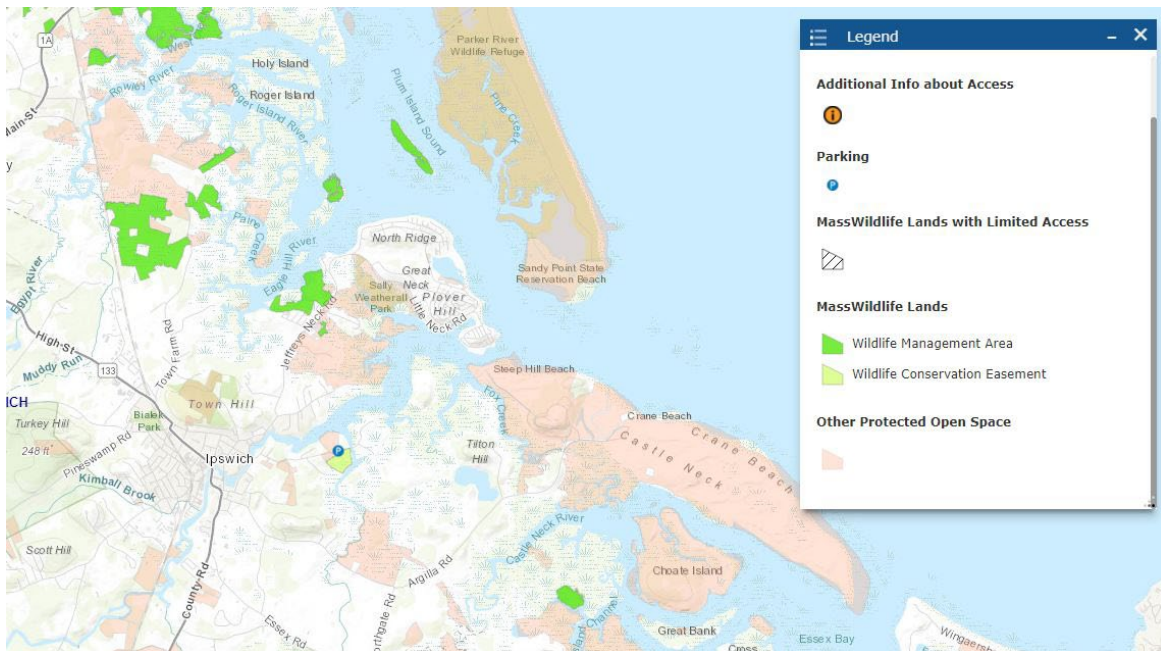 1A
West
Rowley River
Main-St
y
Holy Island
Roger Island
Roger Island River
Parker River
Wildlife Refuge
Plum Island Sound
Pine Creek
Paine Creek
Eagle Hill River
Egypt River
North Ridge
Great
Neck
Sally
Weatherall
Park
Plover
Hill
Little Neck Rd
Jeffreys Neck Rd
Sandy Point State
Reservation Beach
High-St
Muddy Run
133
Town Farm Rd
Steep Hill Beach
Fox Creek
ICH
Turkey Hill
248 ft
Bialek
Park
Town Hill
Pineswamp Rd
Kimball Brook
Ipswich
P
Tilton
Hill
Crane Beach
Crane Beach
Castle Neck
Castle Neck River
Scott Hill
County-Rd
Essex Rd
Northgate Rd
Argilla Rd
Choate Island
Island Channel
Great Bank
Cross
Essex Bay
Wingaersh
Legend
Additional Info about Access
i
Parking
P
MassWildlife Lands with Limited Access
MassWildlife Lands
Wildlife Management Area
Wildlife Conservation Easement
Other Protected Open Space